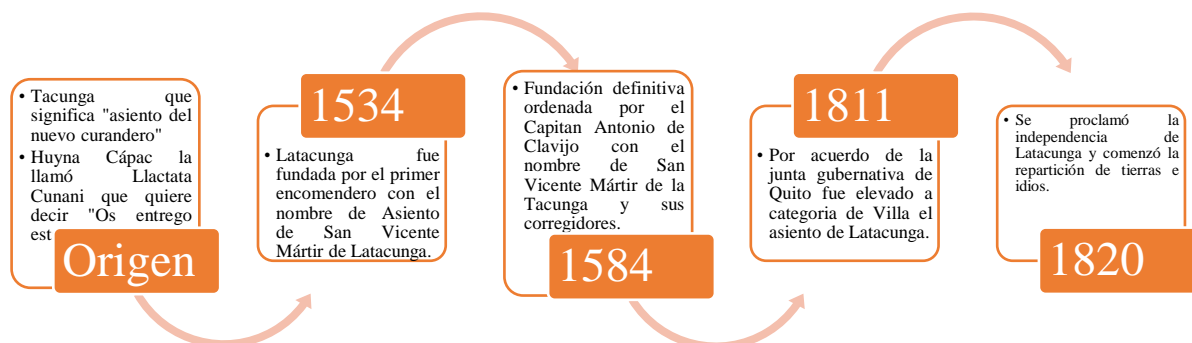 • Tacunga que
significa "asiento del
nuevo curandero"
• Huyna Cápac la
llamó Llactata
Cunani que quiere
decir "Os entrego
Origen
1534
• Latacunga fue
fundada por el primer
encomendero con el
nombre de Asiento
de San Vicente
Mártir de Latacunga.
• Fundación definitiva
ordenada por el
Capitan Antonio de
Clavijo con el
nombre de San
Vicente Mártir de la
Tacunga y sus
corregidores.
1584
1811
• Por acuerdo de la
junta gubernativa de
Quito fue elevado a
categoria de Villa el
asiento de Latacunga.
• Se proclamó la
independencia de
Latacunga y comenzó la
repartición de tierras e
idios.
1820